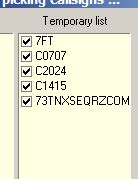 picking callsigns ...
Temporary list
7FT
C0707
C2024
C1415
73TNXSEQRZCOM